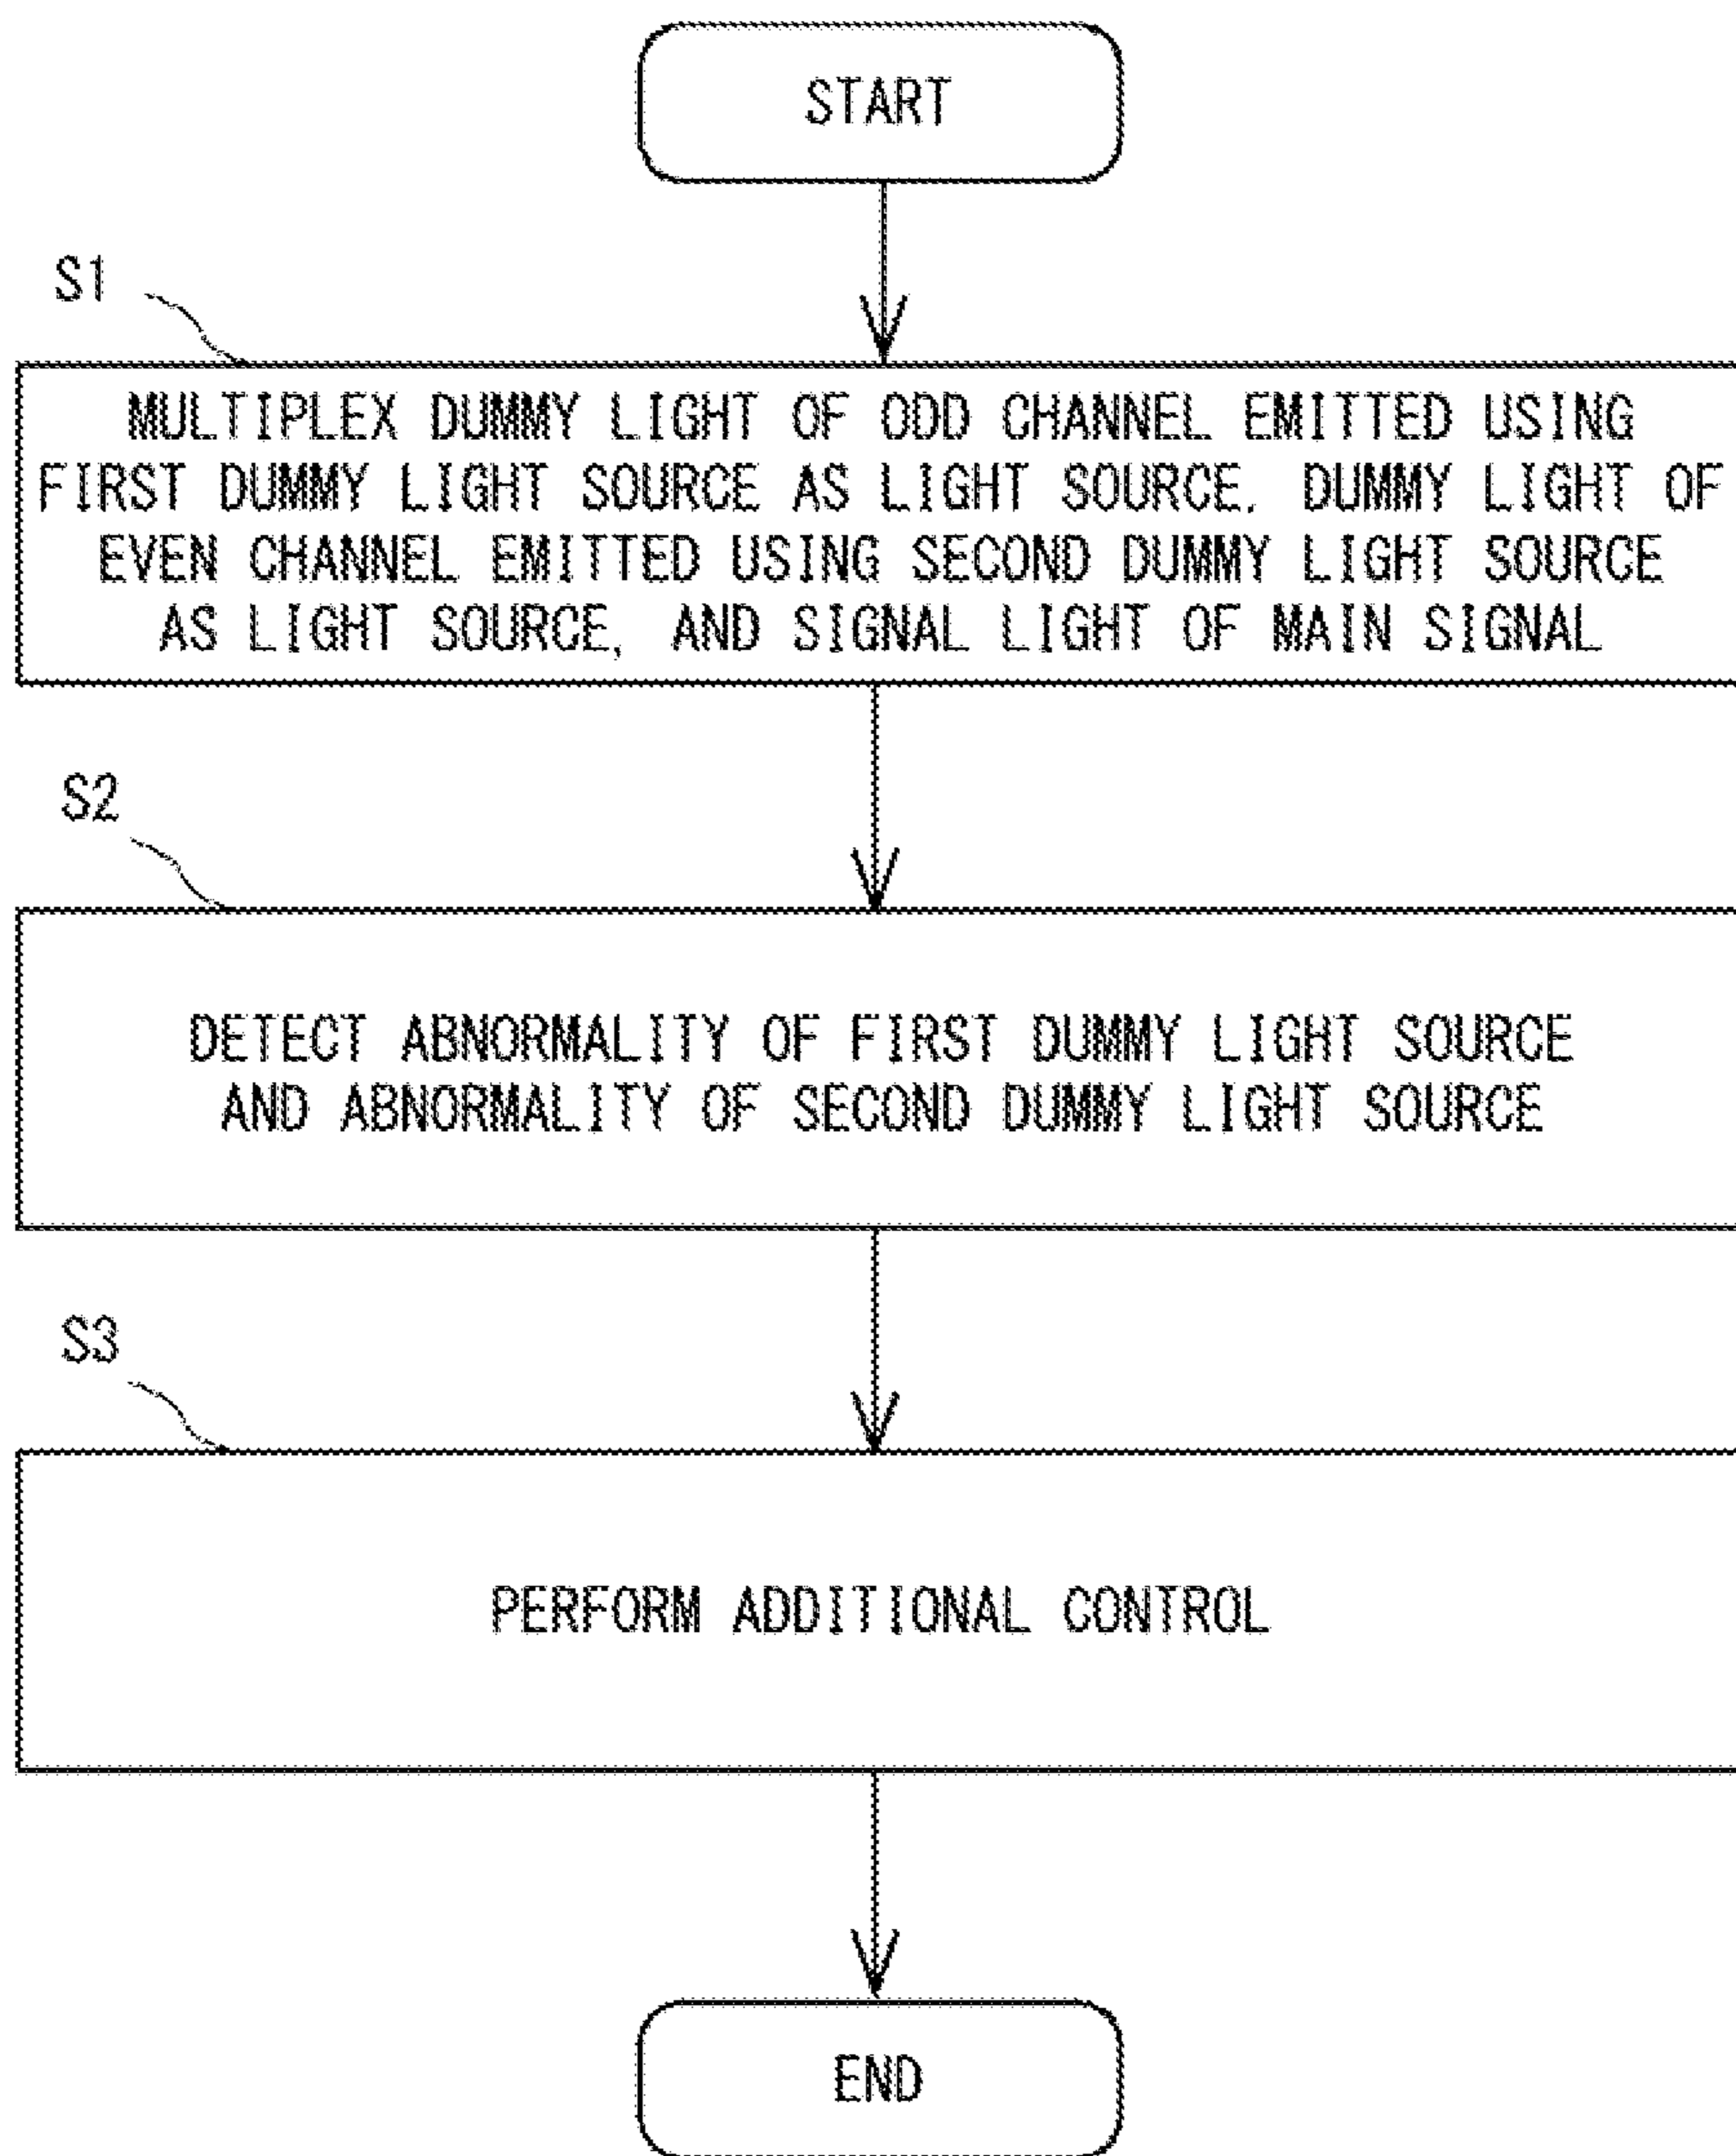 START
S1
MULTIPLEX DUMMY LIGHT OF ODD CHANNEL EMITTED USING
FIRST DUMMY LIGHT SOURCE AS LIGHT SOURCE, DUMMY LIGHT OF
EVEN CHANNEL EMITTED USING SECOND DUMMY LIGHT SOURCE
AS LIGHT SOURCE, AND SIGNAL LIGHT OF MAIN SIGNAL
S2
DETECT ABNORMALITY OF FIRST DUMMY LIGHT SOURCE
AND ABNORMALITY OF SECOND DUMMY LIGHT SOURCE
S3
PERFORM ADDITIONAL CONTROL
END